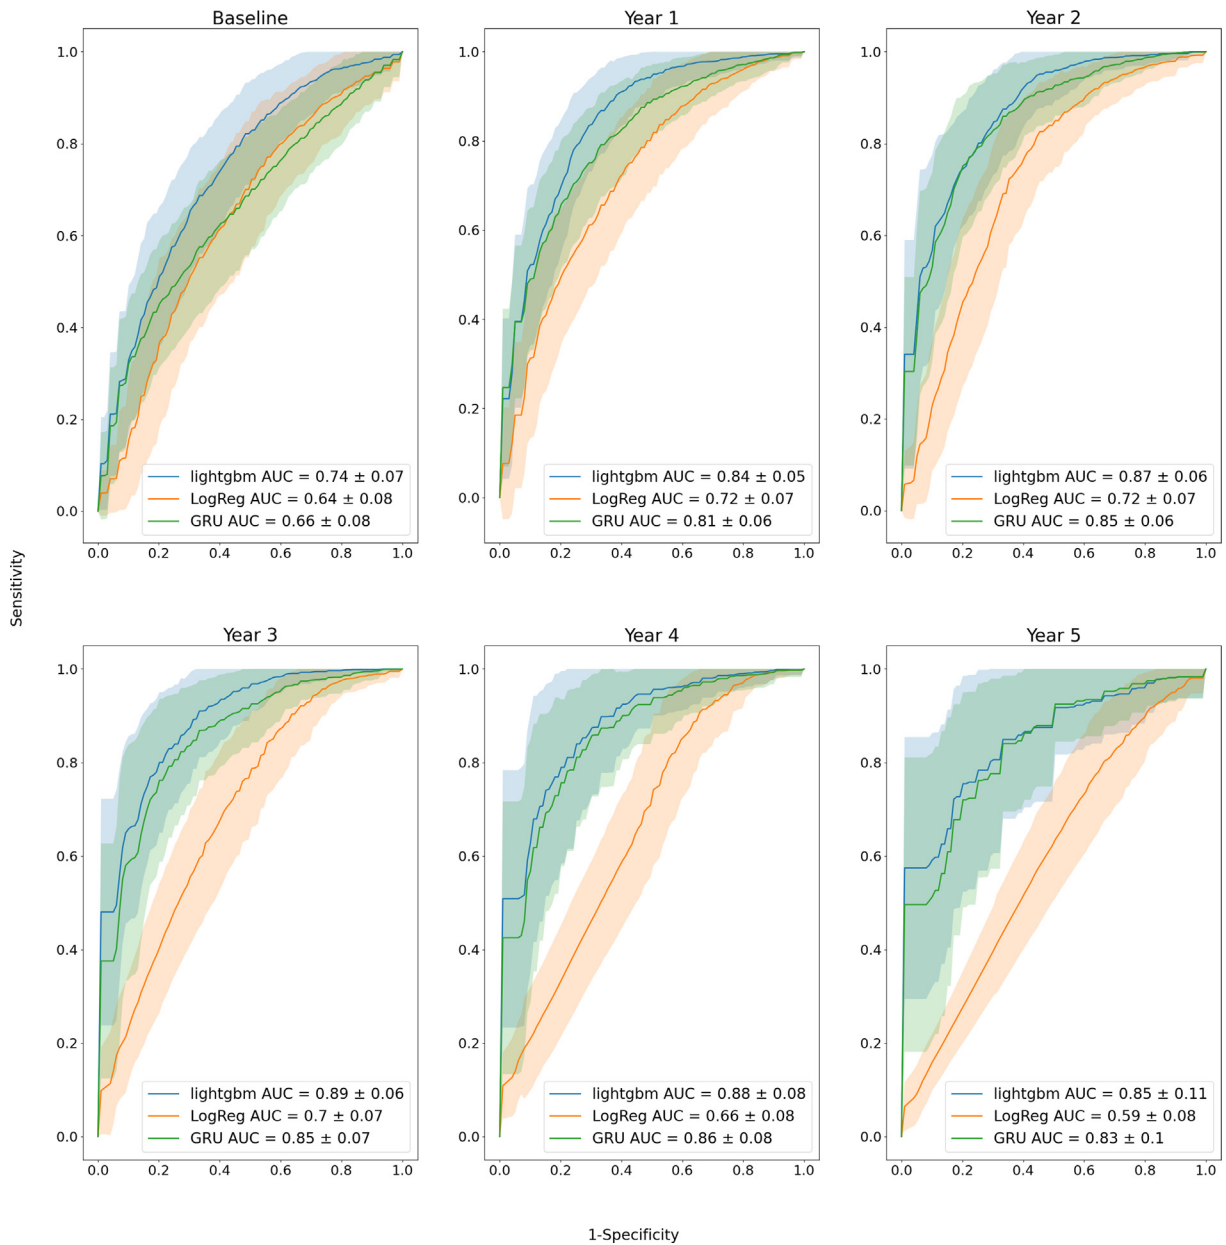 Baseline
Year 1
Year 2
1.0
0.8
0.6
0.4
0.2
0.0
lightgbm AUC = 0.74 ± 0.07
LogReg AUC = 0.64 ± 0.08
GRU AUC = 0.66 ± 0.08
0.0 0.2 0.4 0.6 0.8 1.0
1.0
0.8
0.6
0.4
0.2
0.0
lightgbm AUC = 0.84 ± 0.05
LogReg AUC = 0.72 ± 0.07
GRU AUC = 0.81 ± 0.06
0.0 0.2 0.4 0.6 0.8 1.0
1.0
0.8
0.6
0.4
0.2
0.0
lightgbm AUC = 0.87 ± 0.06
LogReg AUC = 0.72 ± 0.07
GRU AUC = 0.85 ± 0.06
0.0 0.2 0.4 0.6 0.8 1.0
Sensitivity
Year 3
Year 4
Year 5
1.0
0.8
0.6
0.4
0.2
0.0
lightgbm AUC = 0.89 ± 0.06
LogReg AUC = 0.7 ± 0.07
GRU AUC = 0.85 ± 0.07
0.0 0.2 0.4 0.6 0.8 1.0
1.0
0.8
0.6
0.4
0.2
0.0
lightgbm AUC = 0.88 ± 0.08
LogReg AUC = 0.66 ± 0.08
GRU AUC = 0.86 ± 0.08
0.0 0.2 0.4 0.6 0.8 1.0
1.0
0.8
0.6
0.4
0.2
0.0
lightgbm AUC = 0.85 ± 0.11
LogReg AUC = 0.59 ± 0.08
GRU AUC = 0.83 ± 0.1
0.0 0.2 0.4 0.6 0.8 1.0
1-Specificity